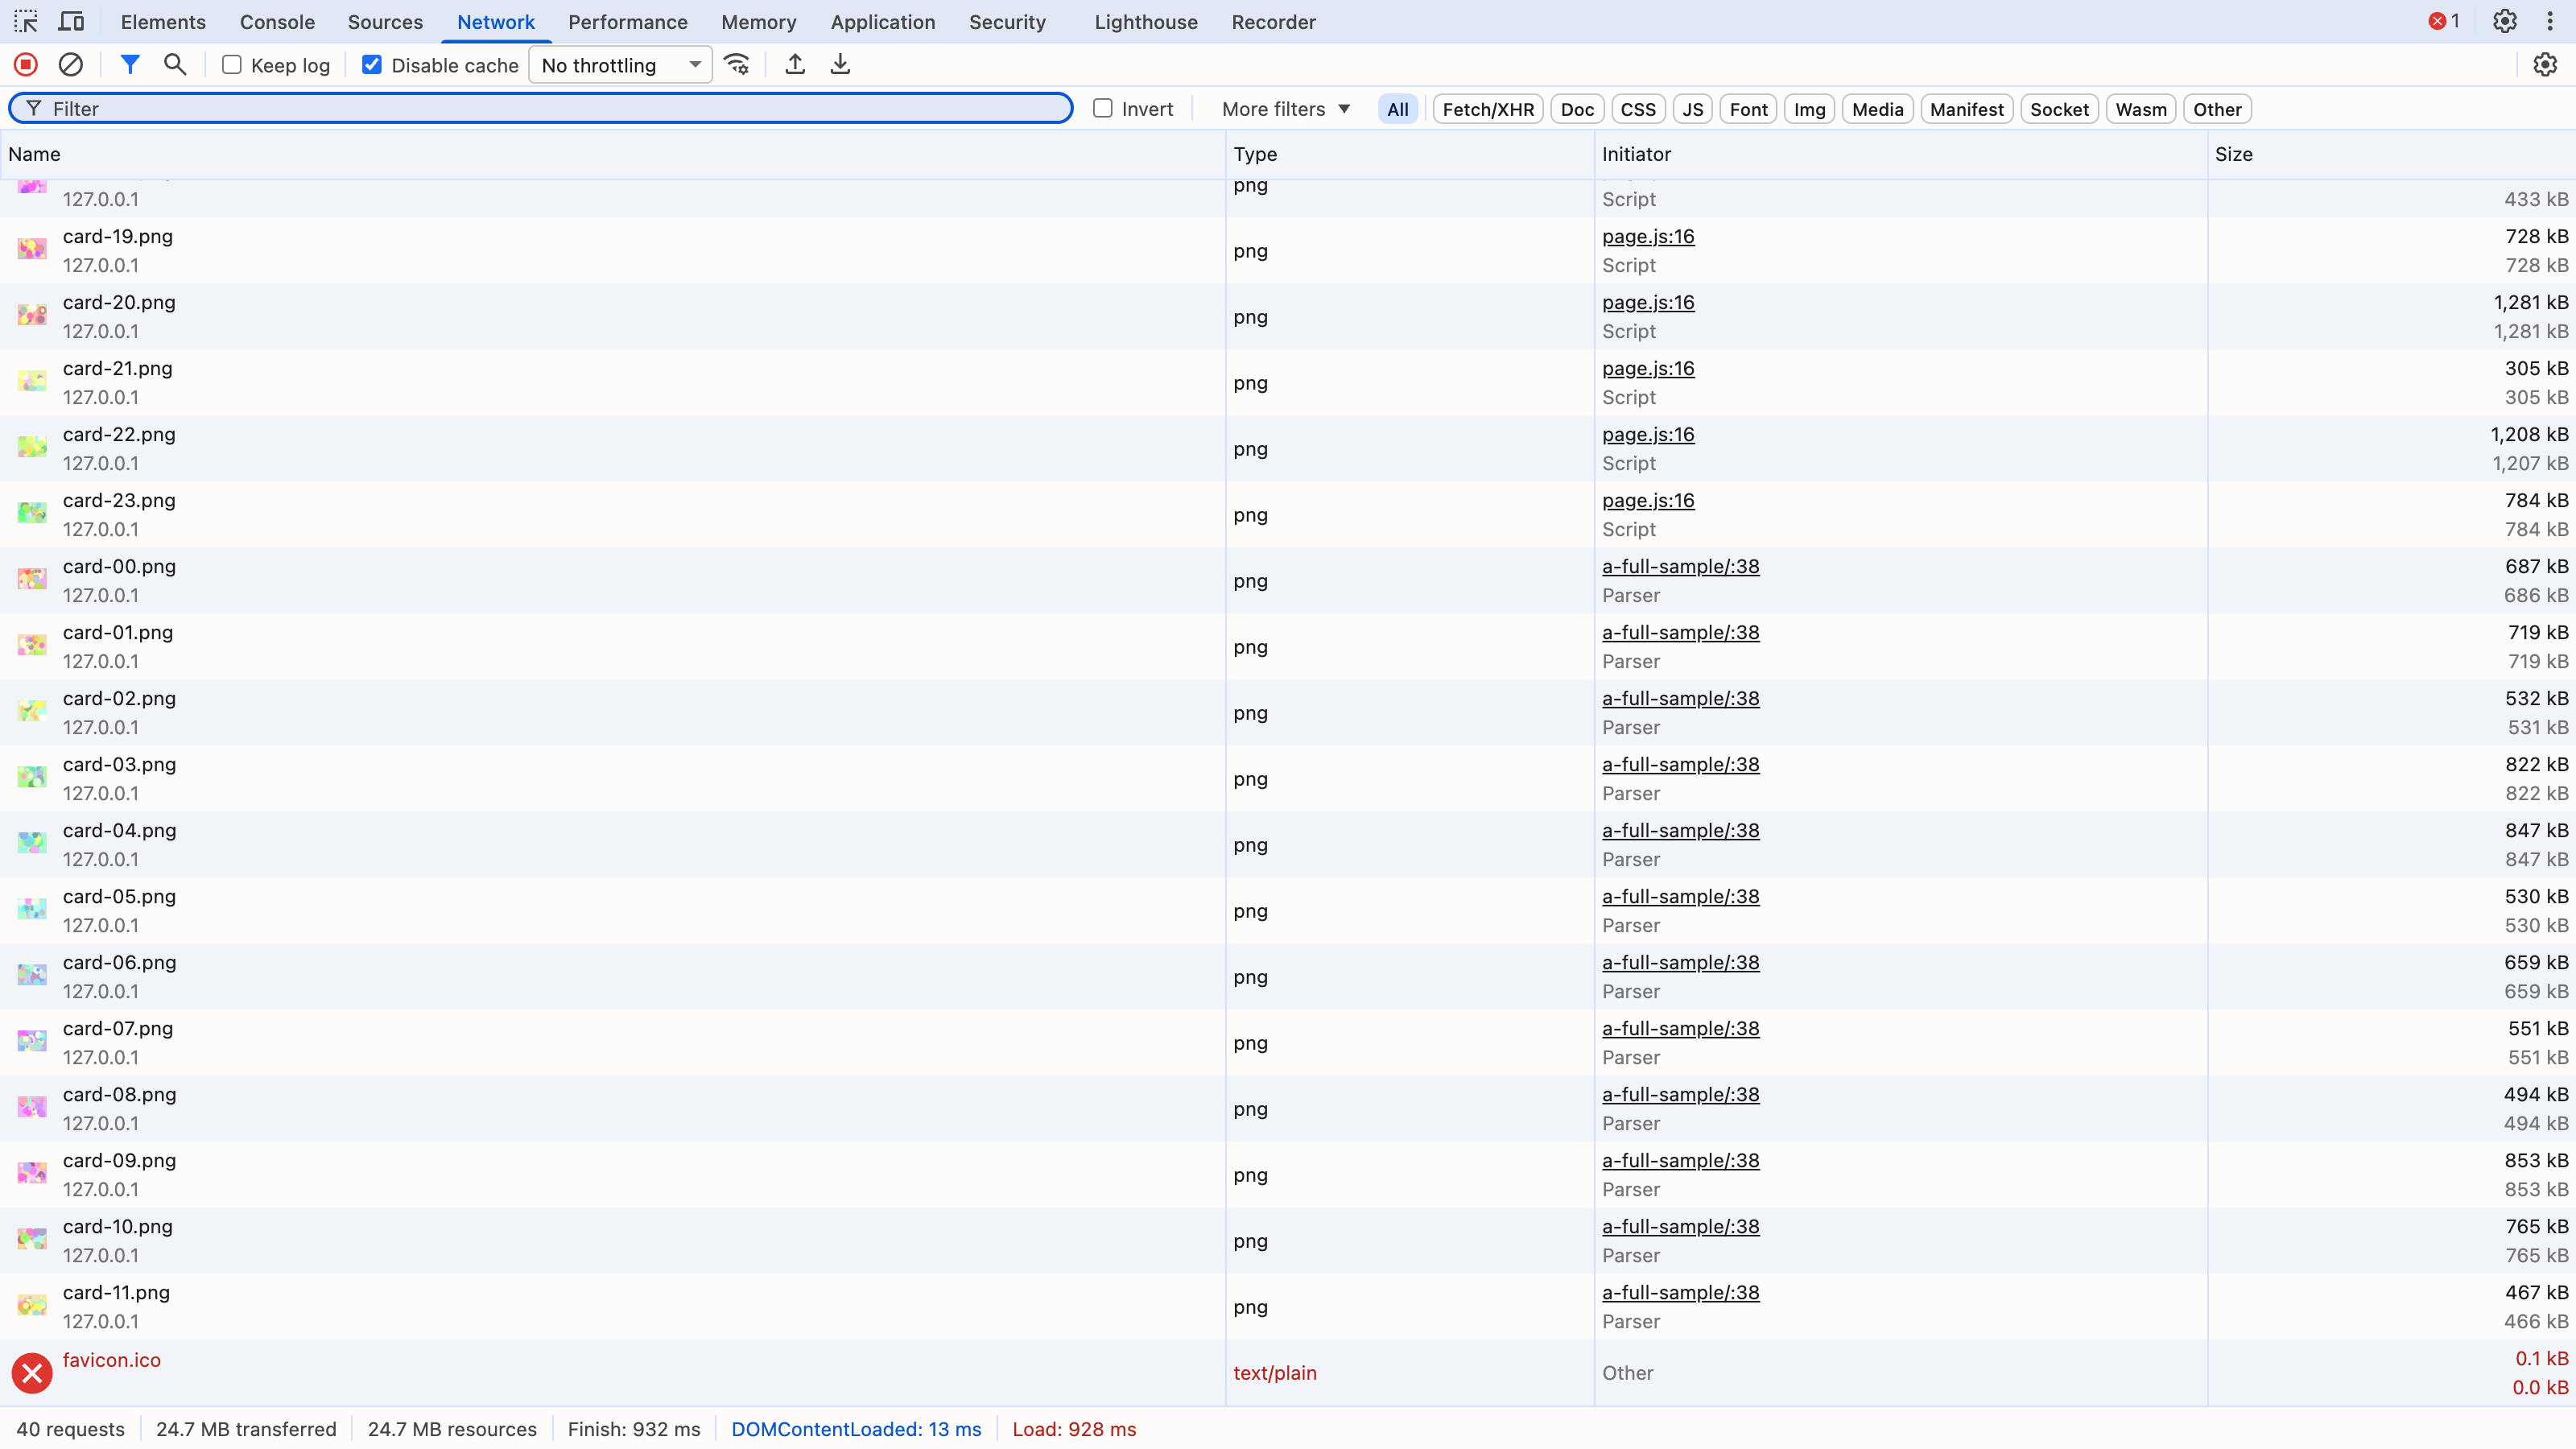 Elements Console Sources Network Performance Memory Application Security Lighthouse Recorder 1
Keep log Disable cache No throttling
Filter Invert More filters All Fetch/XHR Doc CSS JS Font Img Media Manifest Socket Wasm Other
Name Type Initiator Size
png
127.0.0.1 Script 433 kB
card-19.png page.js:16 728 kB
png
127.0.0.1 Script 728 kB
card-20.png page.js:16 1,281 kB
png
127.0.0.1 Script 1,281 kB
card-21.png page.js:16 305 kB
png
127.0.0.1 Script 305 kB
card-22.png page.js:16 1,208 kB
png
127.0.0.1 Script 1,207 kB
card-23.png page.js:16 784 kB
png
127.0.0.1 Script 784 kB
card-00.png a-full-sample/:38 687 kB
png
127.0.0.1 Parser 686 kB
card-01.png a-full-sample/:38 719 kB
png
127.0.0.1 Parser 719 kB
card-02.png a-full-sample/:38 532 kB
png
127.0.0.1 Parser 531 kB
card-03.png a-full-sample/:38 822 kB
png
127.0.0.1 Parser 822 kB
card-04.png a-full-sample/:38 847 kB
png
127.0.0.1 Parser 847 kB
card-05.png a-full-sample/:38 530 kB
png
127.0.0.1 Parser 530 kB
card-06.png a-full-sample/:38 659 kB
png
127.0.0.1 Parser 659 kB
card-07.png a-full-sample/:38 551 kB
png
127.0.0.1 Parser 551 kB
card-08.png a-full-sample/:38 494 kB
png
127.0.0.1 Parser 494 kB
card-09.png a-full-sample/:38 853 kB
png
127.0.0.1 Parser 853 kB
card-10.png a-full-sample/:38 765 kB
png
127.0.0.1 Parser 765 kB
card-11.png a-full-sample/:38 467 kB
png
127.0.0.1 Parser 466 kB
favicon.ico 0.1 kB
text/plain Other
0.0 kB
40 requests 24.7 MB transferred 24.7 MB resources Finish: 932 ms DOMContentLoaded: 13 ms Load: 928 ms